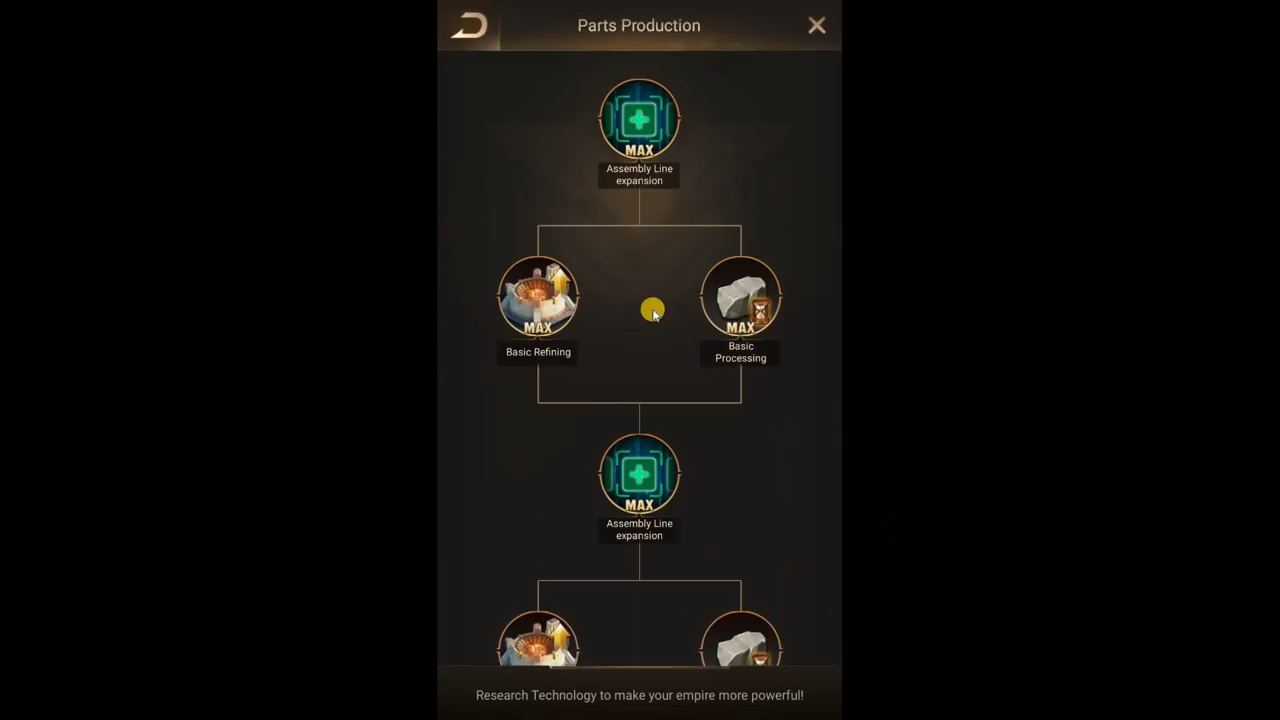 Parts Production
MAX
Assembly Line
expansion
MAX
Basic Refining
MAX
Basic
Processing
MAX
Assembly Line
expansion
Research Technology to make your empire more powerful!